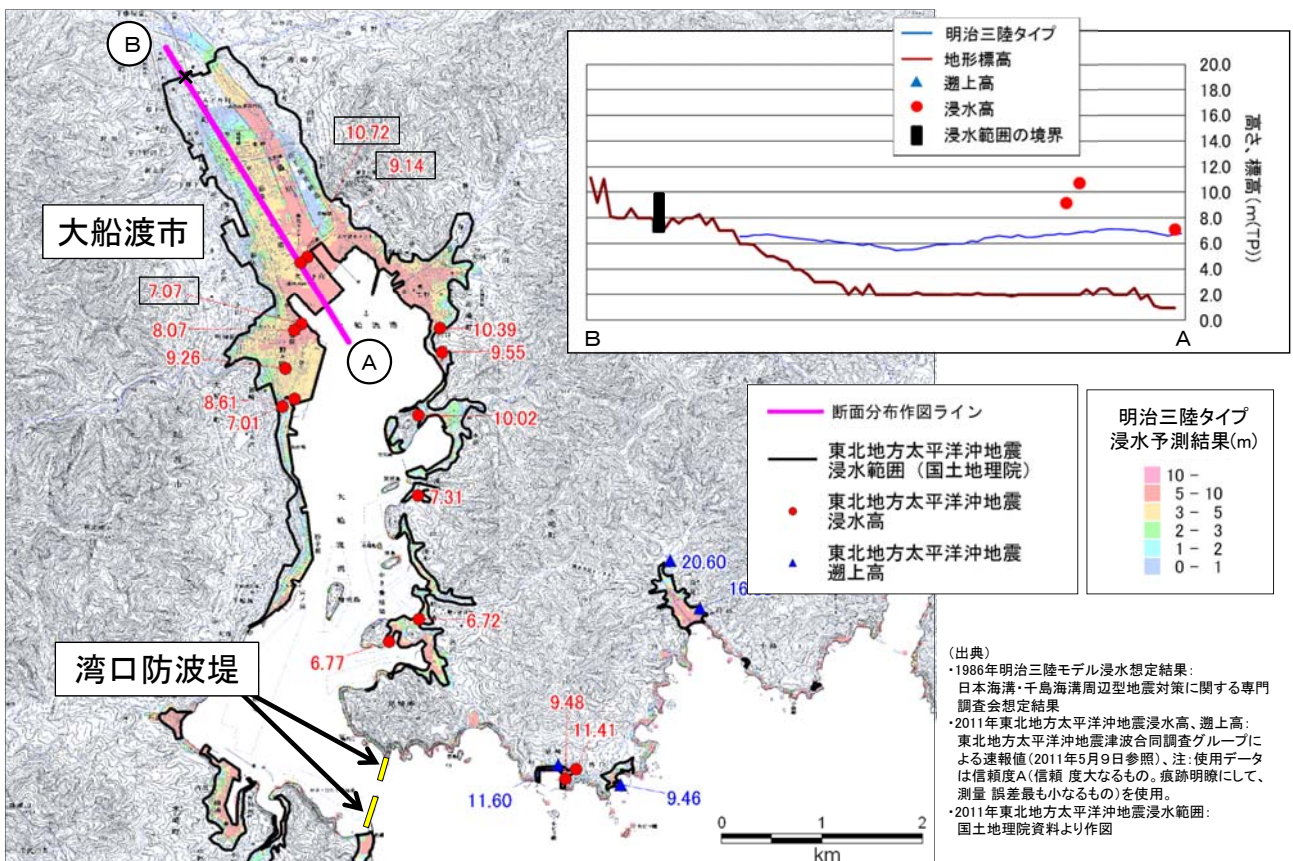 B
明治三陸タイプ
地形標高
遡上高
浸水高
浸水範囲の境界
20.0
18.0
16.0
14.0
12.0
10.0
8.0
6.0
4.0
2.0
0.0
高さ、標高(m(TP))
B
A
10.72
9.14
大船渡市
7.07
8.07
9.26
8.61
7.01
A
10.39
9.55
10.02
7.31
6.72
6.77
20.60
9.48
11.41
11.60
9.46
湾口防波堤
断面分布作図ライン
東北地方太平洋沖地震
浸水範囲（国土地理院）
東北地方太平洋沖地震
浸水高
東北地方太平洋沖地震
遡上高
明治三陸タイプ
浸水予測結果(m)
10 -
5 - 10
3 - 5
2 - 3
1 - 2
0 - 1
（出典）
・1986年明治三陸モデル浸水想定結果:
日本海溝・千島海溝周辺型地震対策に関する専門
調査会想定結果
・2011年東北地方太平洋沖地震浸水高、遡上高:
東北地方太平洋沖地震津波合同調査グループに
よる速報値(2011年5月9日参照)、注:使用データ
は信頼度A(信頼 度大なるもの。痕跡明瞭にして、
測量 誤差最も小なるもの)を使用。
・2011年東北地方太平洋沖地震浸水範囲:
国土地理院資料より作図
0 1 2
km